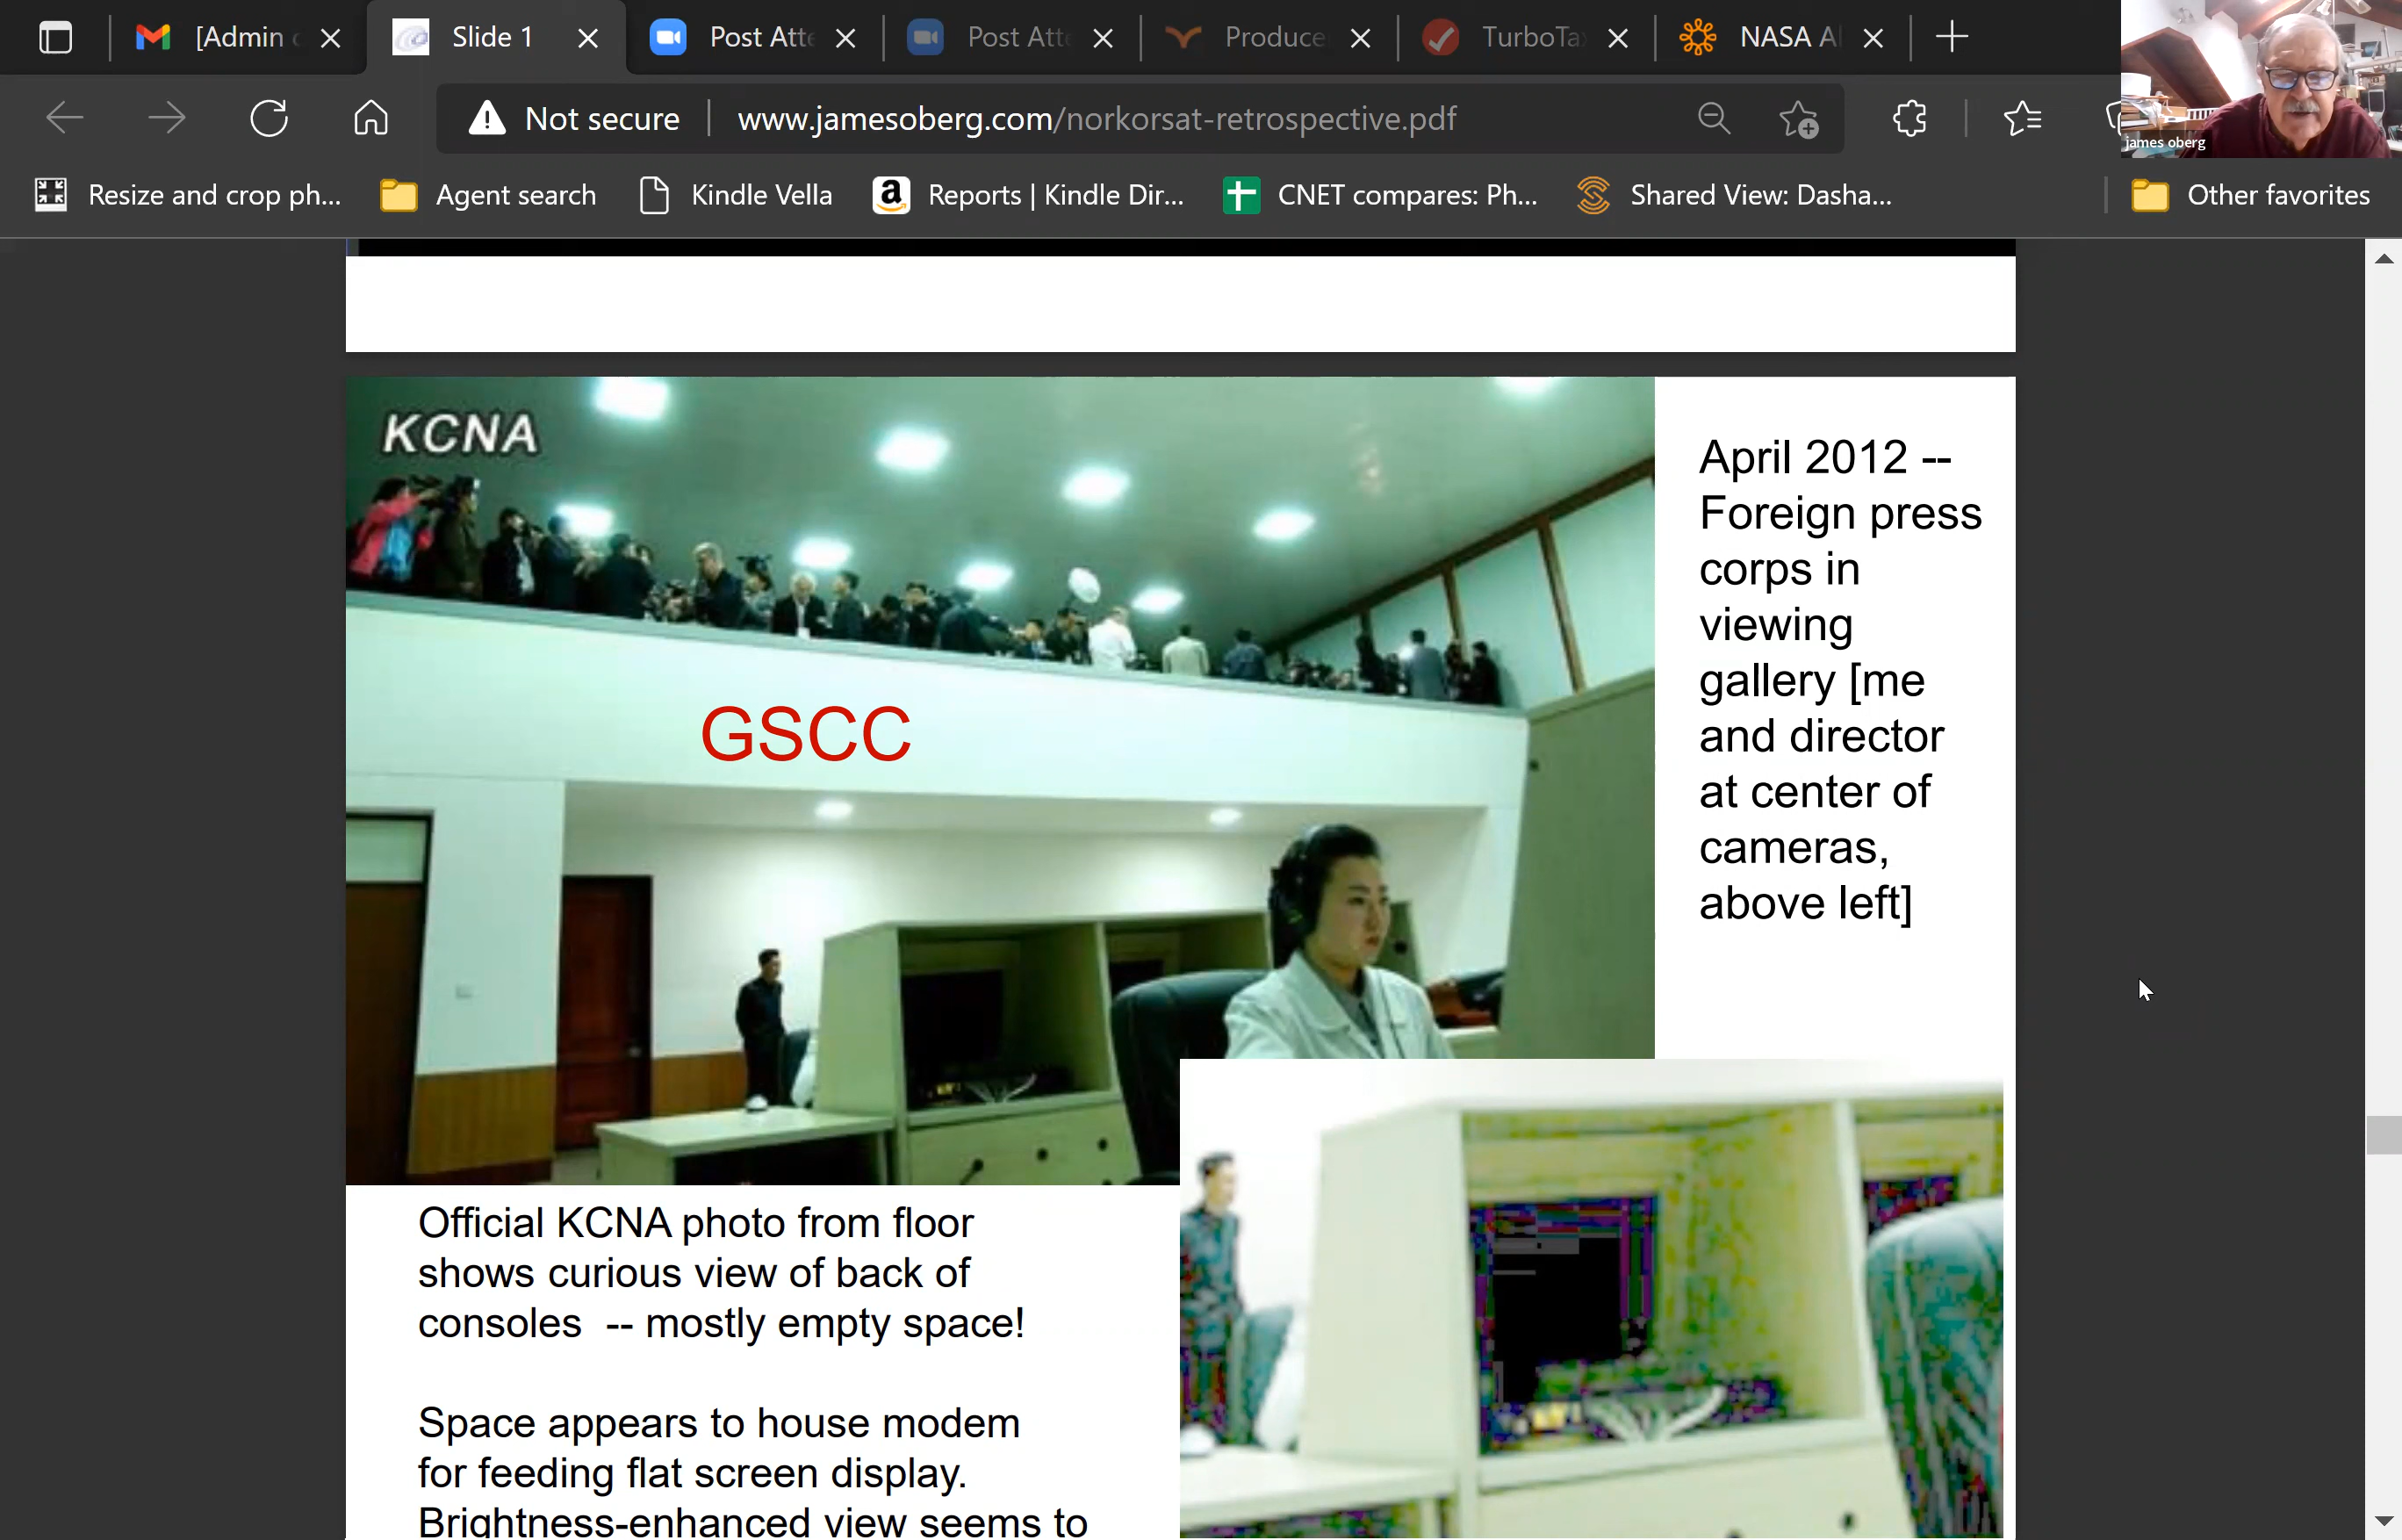 [Admin
Slide 1
Post Atte
Post Att
Produce
TurboTa
NASA A
Not secure
www.jamesoberg.com/norkorsat-retrospective.pdf
james oberg
Resize and crop ph...
Agent search
Kindle Vella
Reports | Kindle Dir...
CNET compares: Ph...
Shared View: Dasha...
Other favorites
KCNA
GSCC
April 2012 --
Foreign press
corps in
viewing
gallery [me
and director
at center of
cameras,
above left]
Official KCNA photo from floor
shows curious view of back of
consoles -- mostly empty space!
Space appears to house modem
for feeding flat screen display.
Brightness-enhanced view seems to